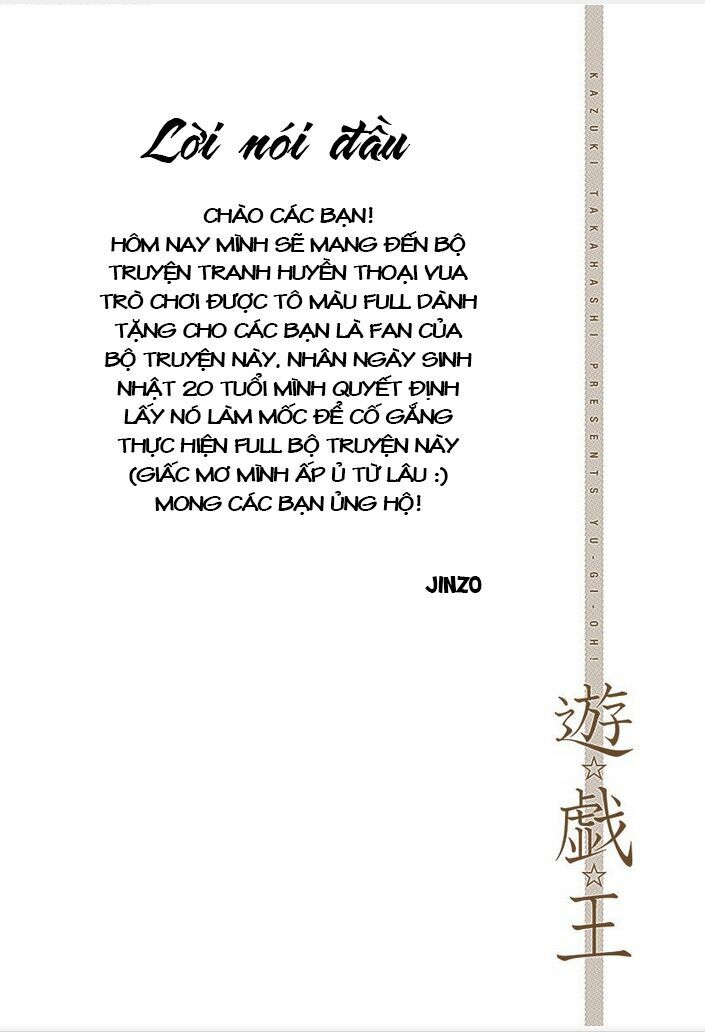 Lời nói đầu
CHÀO CÁC BẠN!
HÔM NAY MÌNH SẼ MANG ĐẾN BỘ
TRUYỆN TRANH HUYỀN THOẠI VUA
TRÒ CHƠI ĐƯỢC TÔ MÀU FULL DÀNH
TẶNG CHO CÁC BẠN LÀ FAN CỦA
BỘ TRUYỆN NÀY. NHÂN NGÀY SINH
NHẬT 20 TUỔI MÌNH QUYẾT ĐỊNH
LẤY NÓ LÀM MỐC ĐỂ CỐ GẮNG
THỰC HIỆN FULL BỘ TRUYỆN NÀY
(GIẤC MƠ MÌNH ẤP Ủ TỪ LÂU :)
MONG CÁC BẠN ỦNG HỘ!
JINZO
KAZUKI TAKAHASHI PRESENTS YU-GI-OH!
遊☆戯☆王